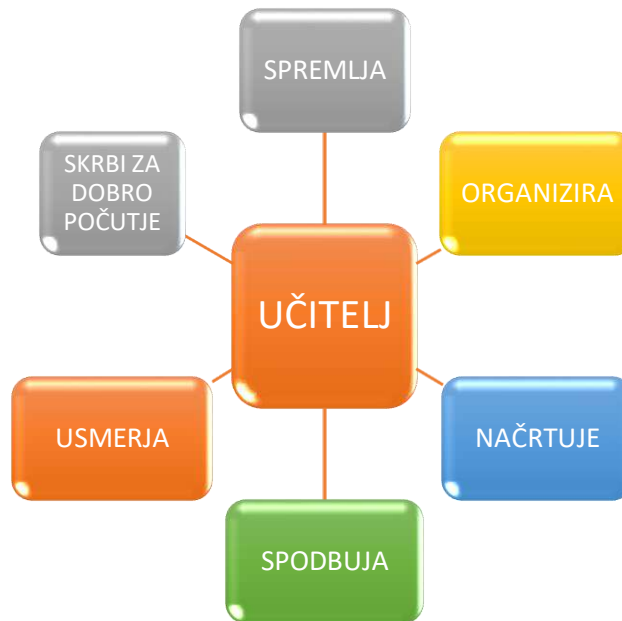 SPREMLJA
SKRBI ZA
DOBRO
POČUTJE
ORGANIZIRA
UČITELJ
USMERJA
NAČRTUJE
SPODBUJA